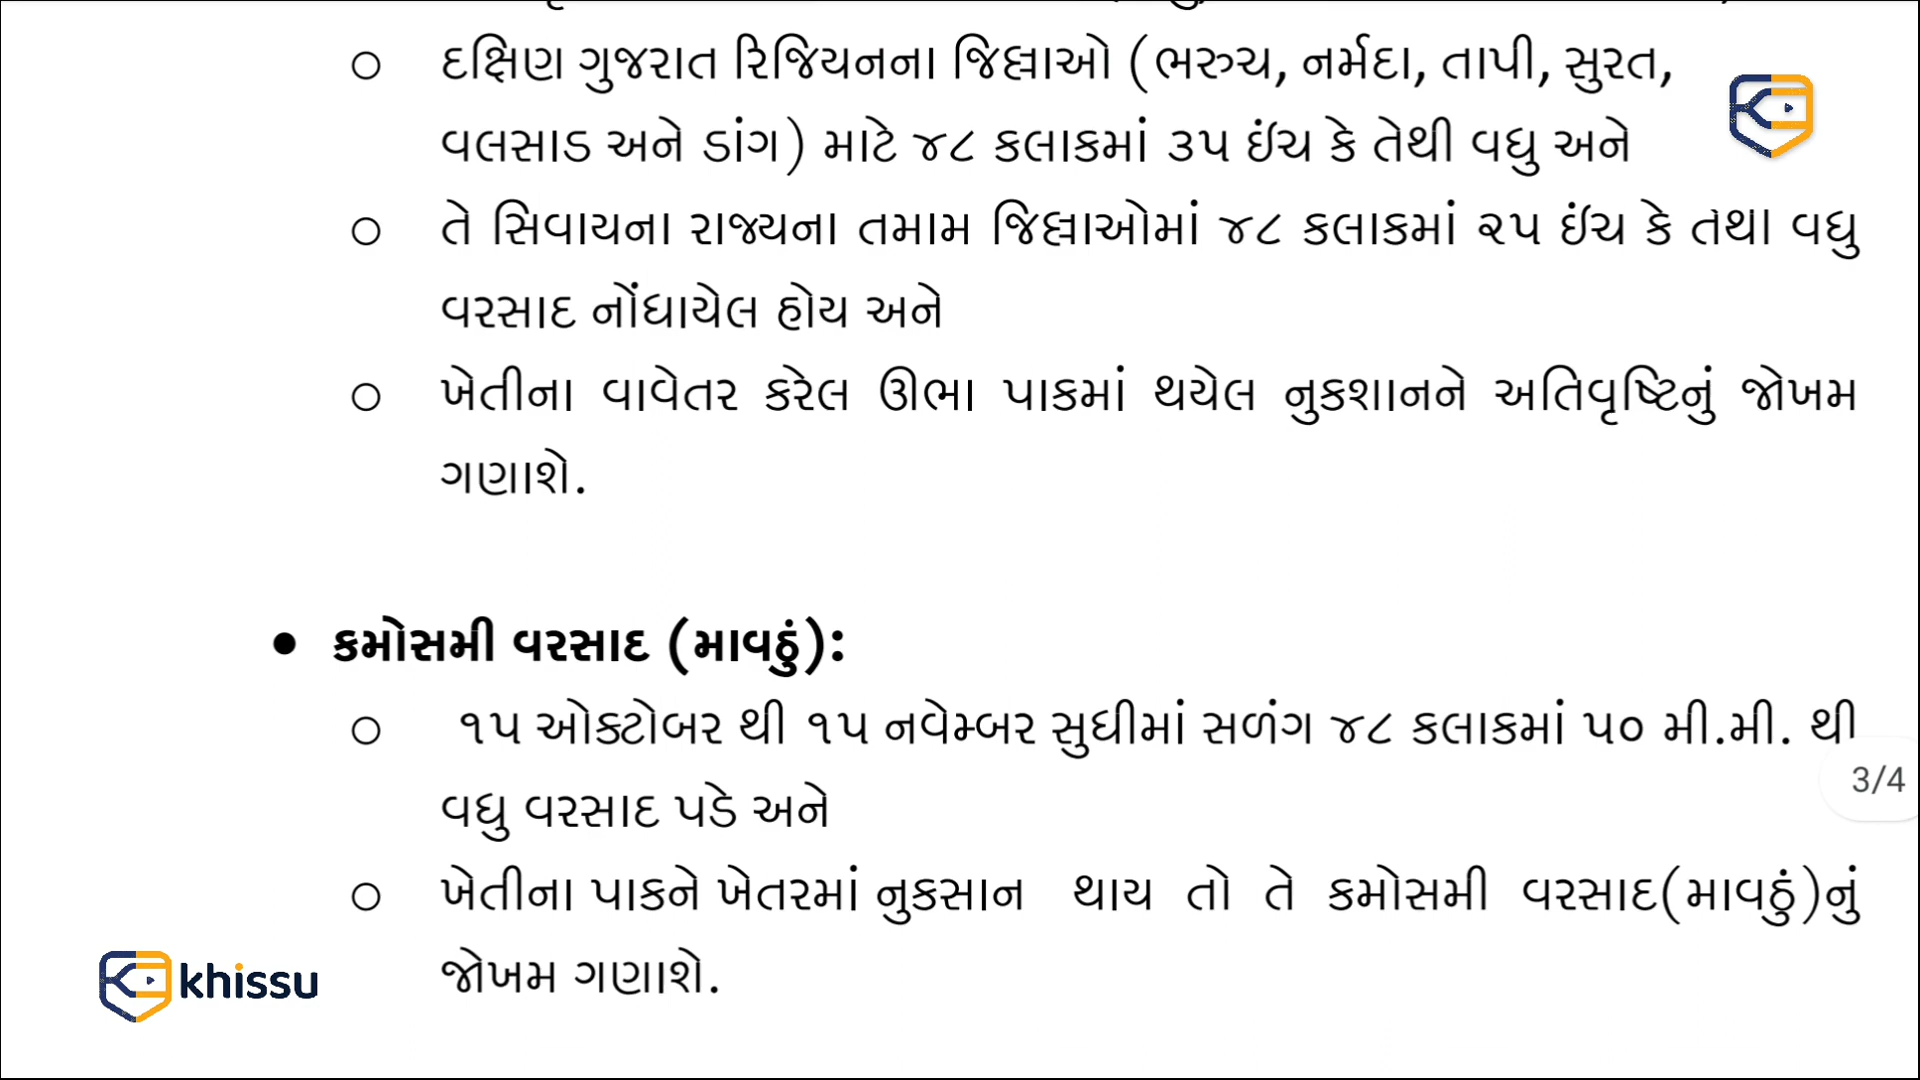 દક્ષિણ ગુજરાત રિજિયનના જિલ્લાઓ (ભરુચ, નર્મદા, તાપી, સુરત,
વલસાડ અને ડાંગ) માટે ૪૮ કલાકમાં ૩૫ ઈંચ કે તેથી વધુ અને
તે સિવાયના રાજ્યના તમામ જિલ્લાઓમાં ૪૮ કલાકમાં ૨૫ ઈંચ કે તેથી વધુ
વરસાદ નોંધાયેલ હોય અને
ખેતીના વાવેતર કરેલ ઊભા પાકમાં થયેલ નુકશાનને અતિવૃષ્ટિનું જોખમ
ગણાશે.
કમોસમી વરસાદ (માવઠું):
૧૫ ઓક્ટોબર થી ૧૫ નવેમ્બર સુધીમાં સળંગ ૪૮ કલાકમાં ૫૦ મી.મી. થી
3/4
વધુ વરસાદ પડે અને
ખેતીના પાકને ખેતરમાં નુકસાન થાય તો તે કમોસમી વરસાદ(માવઠું)નું
જોખમ ગણાશે.
khissu